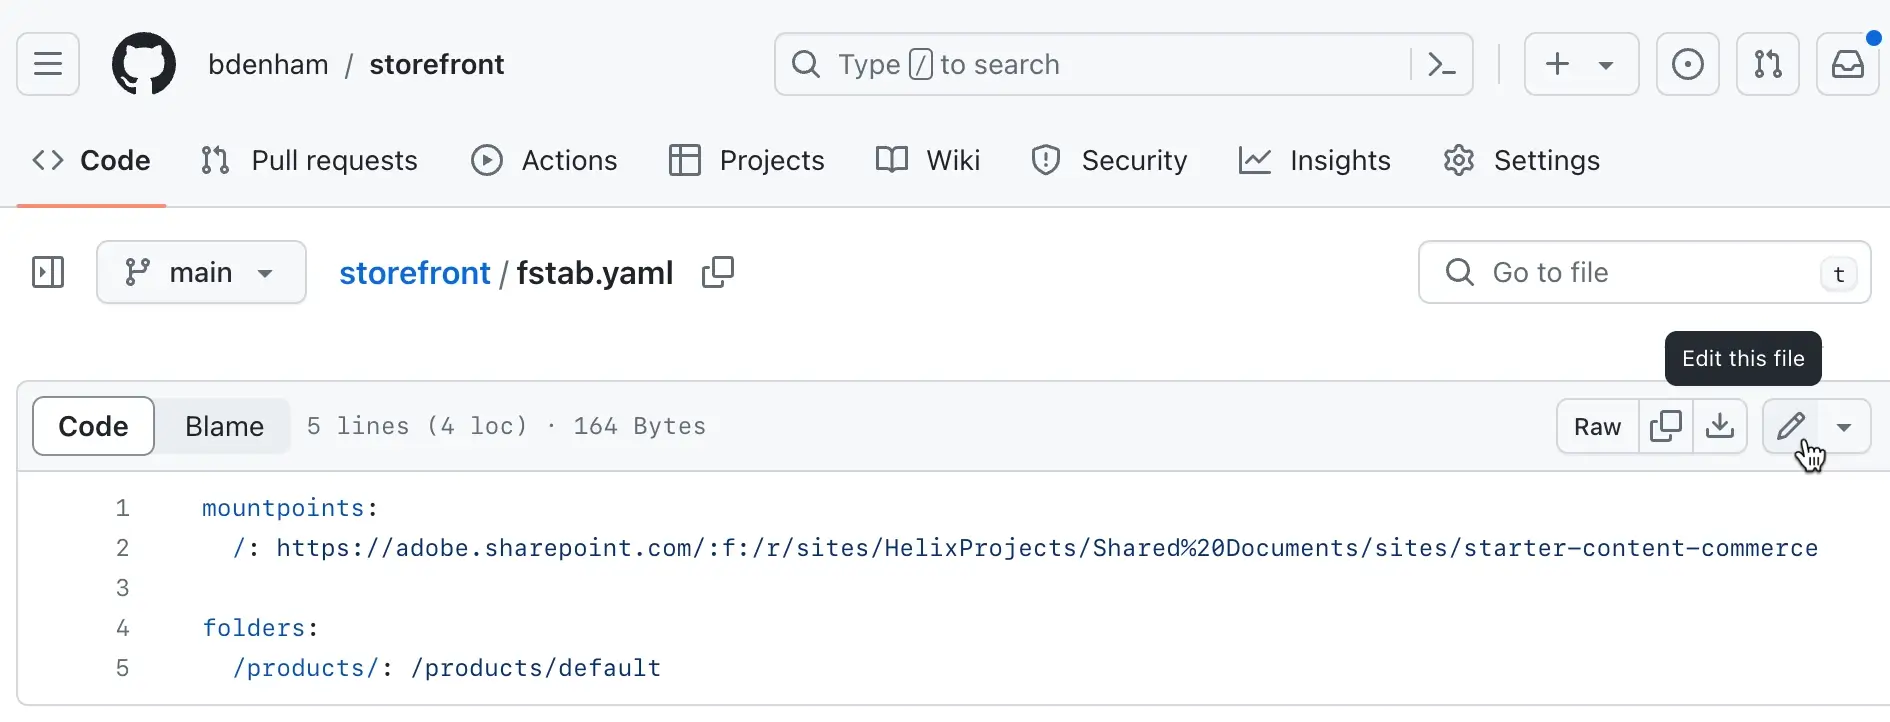 bdenham / storefront
Type / to search
Code Pull requests Actions Projects Wiki Security Insights Settings
main storefront / fstab.yaml Go to file t
Edit this file
Code Blame 5 lines (4 loc) · 164 Bytes Raw
1 mountpoints:
2 /: https://adobe.sharepoint.com/:f:/r/sites/HelixProjects/Shared%20Documents/sites/starter-content-commerce
3
4 folders:
5 /products/: /products/default